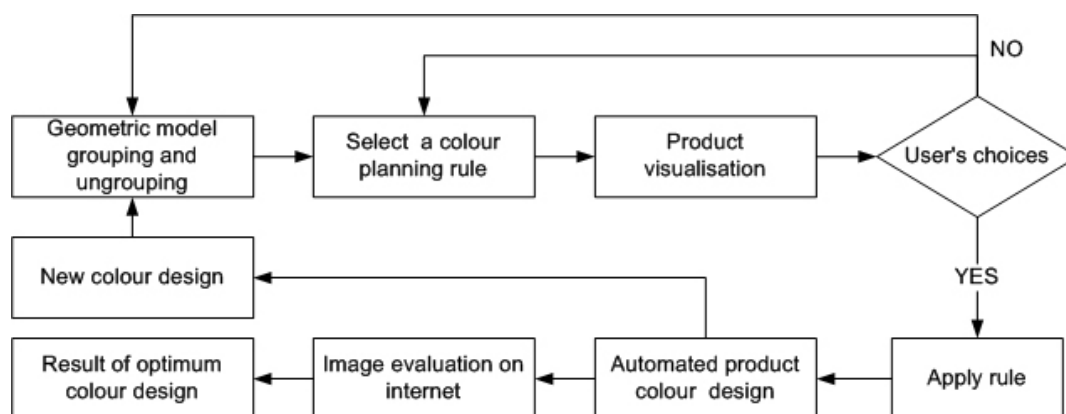 NO
Geometric model
grouping and
ungrouping
Select a colour
planning rule
Product
visualisation
User's choices
New colour design
YES
Result of optimum
colour design
Image evaluation on
internet
Automated product
colour design
Apply rule